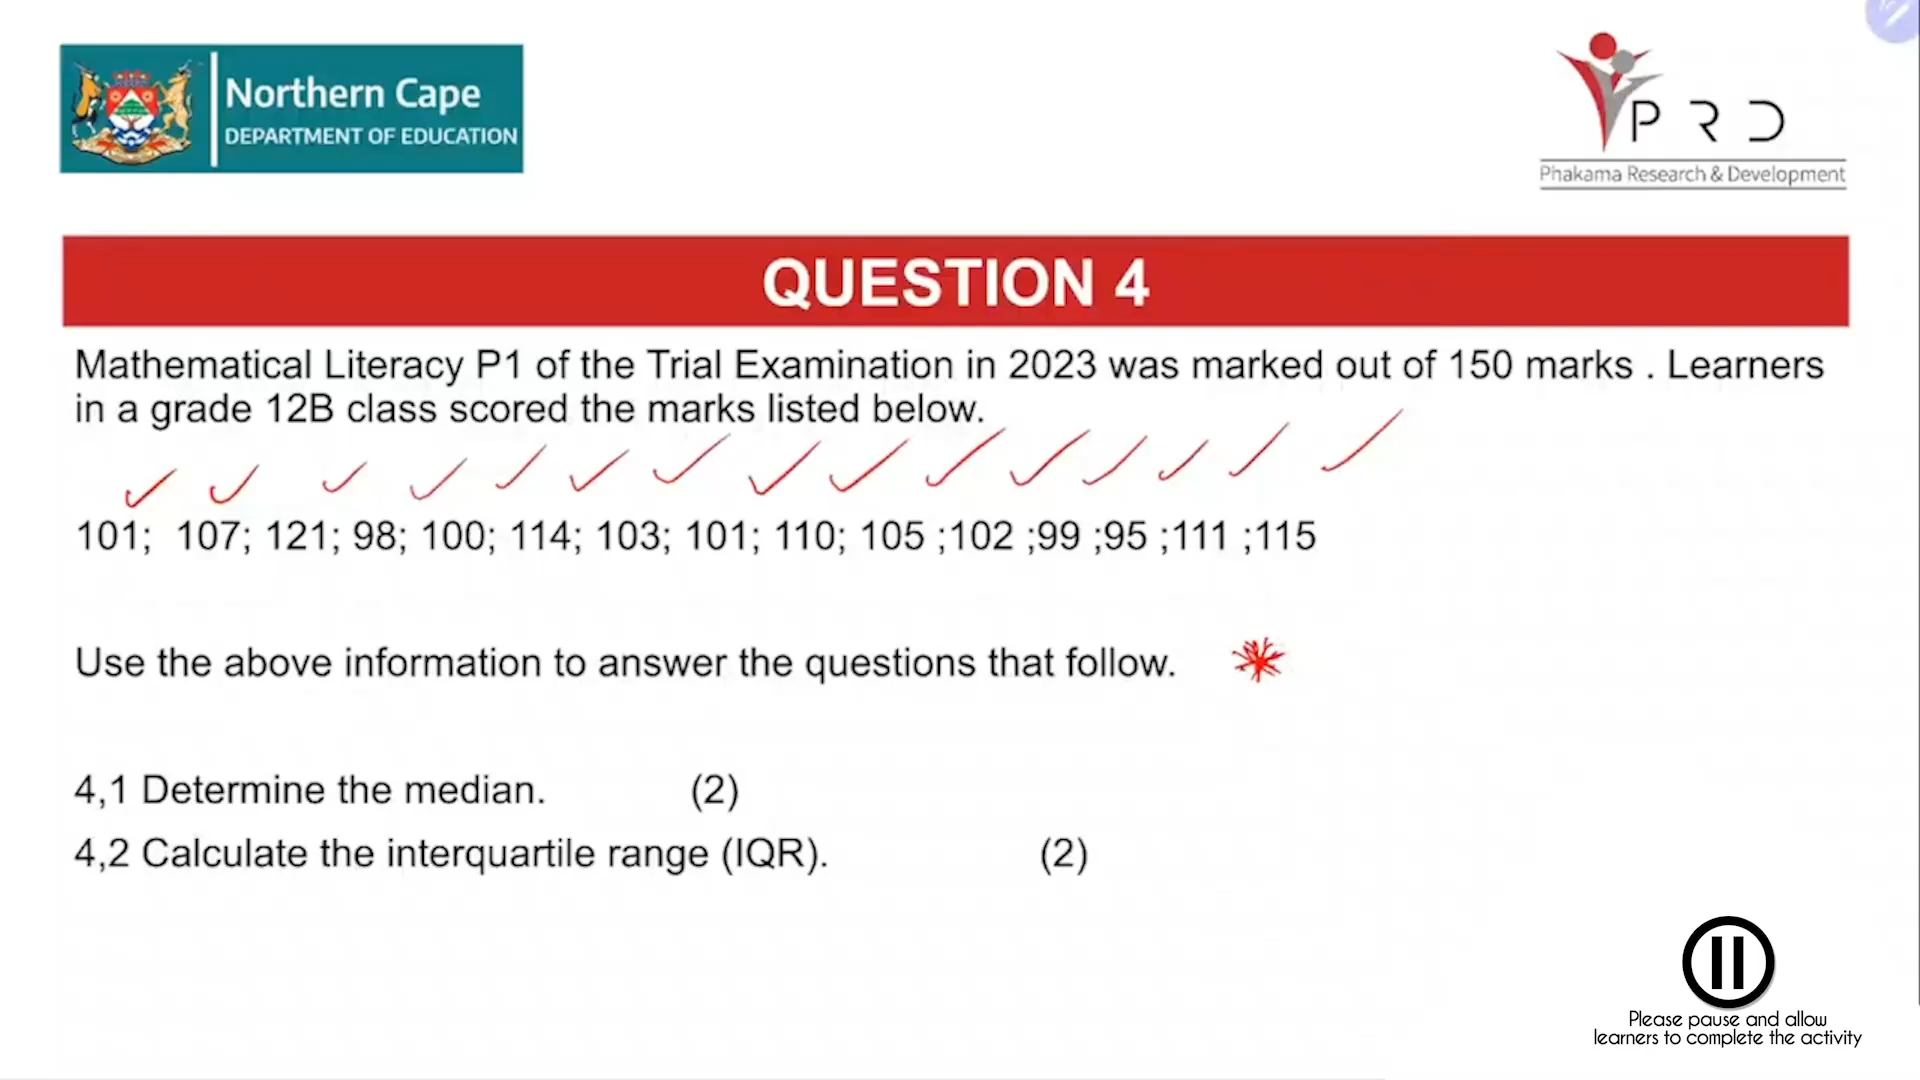 Northern Cape
DEPARTMENT OF EDUCATION
PRD
Phakama Research & Development
QUESTION 4
Mathematical Literacy P1 of the Trial Examination in 2023 was marked out of 150 marks . Learners
in a grade 12B class scored the marks listed below.
101; 107; 121; 98; 100; 114; 103; 101; 110; 105 ;102 ;99 ;95 ;111 ;115
Use the above information to answer the questions that follow.
4,1 Determine the median. (2)
4,2 Calculate the interquartile range (IQR). (2)
Please pause and allow
learners to complete the activity